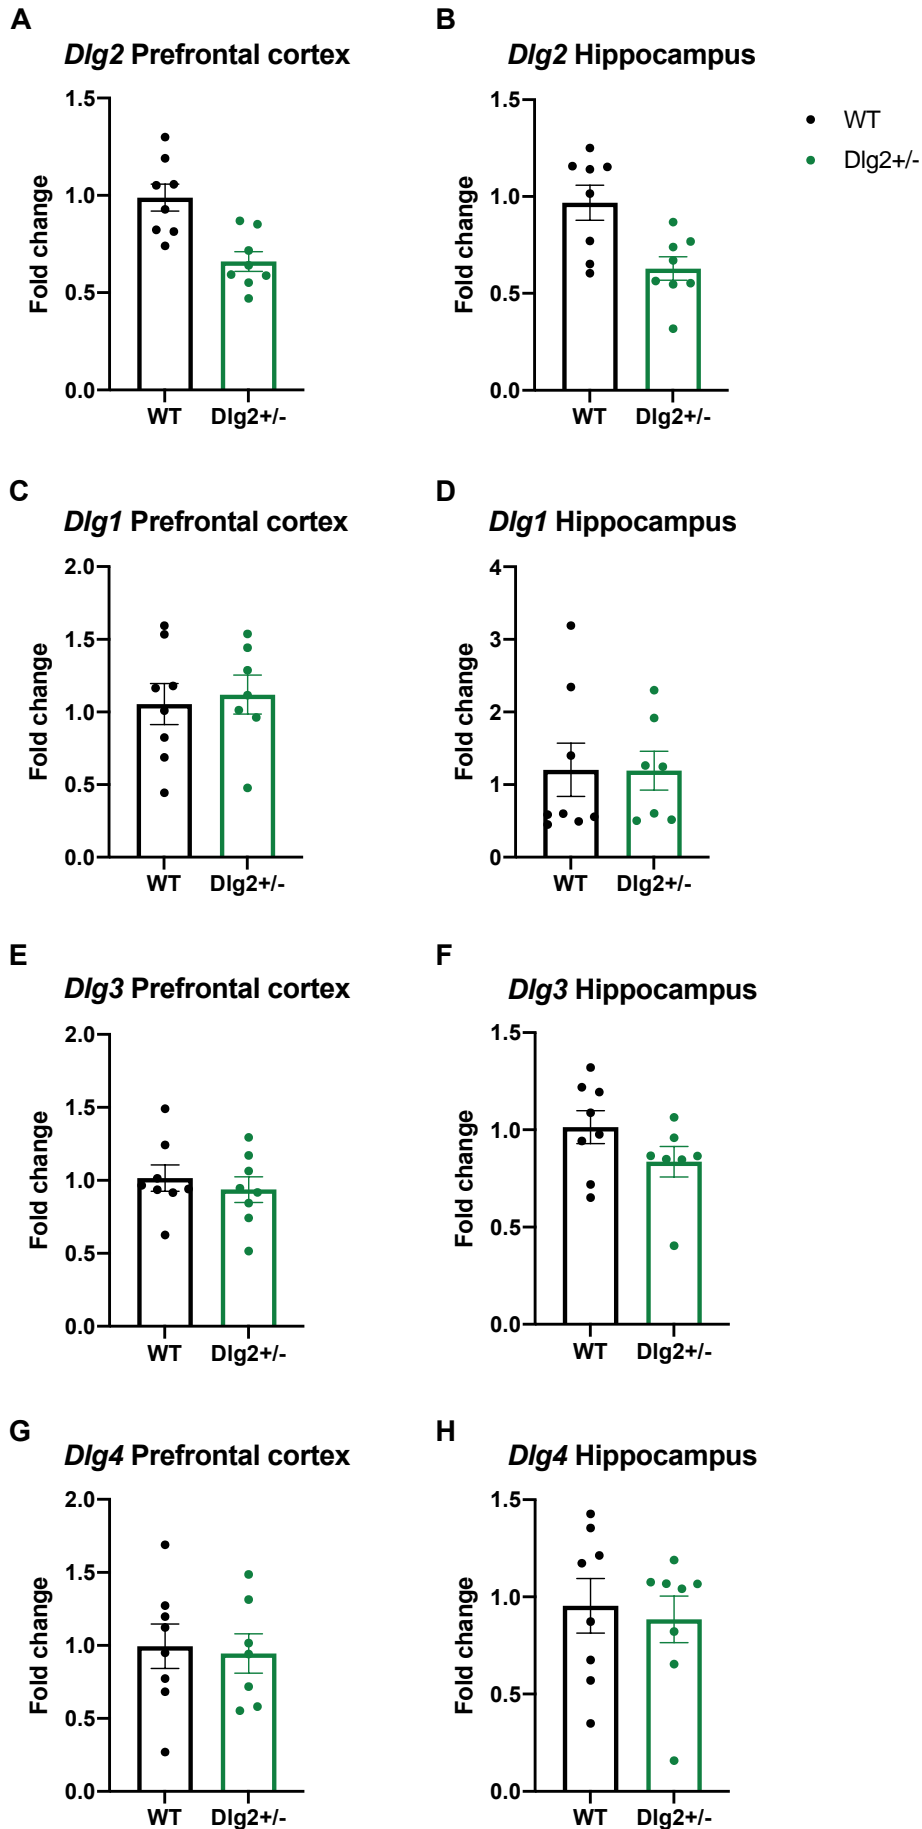 A
Dlg2 Prefrontal cortex
Fold change
1.5
1.0
0.5
0.0
WT Dlg2+/-
B
Dlg2 Hippocampus
Fold change
1.5
1.0
0.5
0.0
WT Dlg2+/-
WT
Dlg2+/-
C
Dlg1 Prefrontal cortex
Fold change
2.0
1.5
1.0
0.5
0.0
WT Dlg2+/-
D
Dlg1 Hippocampus
Fold change
4
3
2
1
0
WT Dlg2+/-
E
Dlg3 Prefrontal cortex
Fold change
2.0
1.5
1.0
0.5
0.0
WT Dlg2+/-
F
Dlg3 Hippocampus
Fold change
1.5
1.0
0.5
0.0
WT Dlg2+/-
G
Dlg4 Prefrontal cortex
Fold change
2.0
1.5
1.0
0.5
0.0
WT Dlg2+/-
H
Dlg4 Hippocampus
Fold change
1.5
1.0
0.5
0.0
WT Dlg2+/-